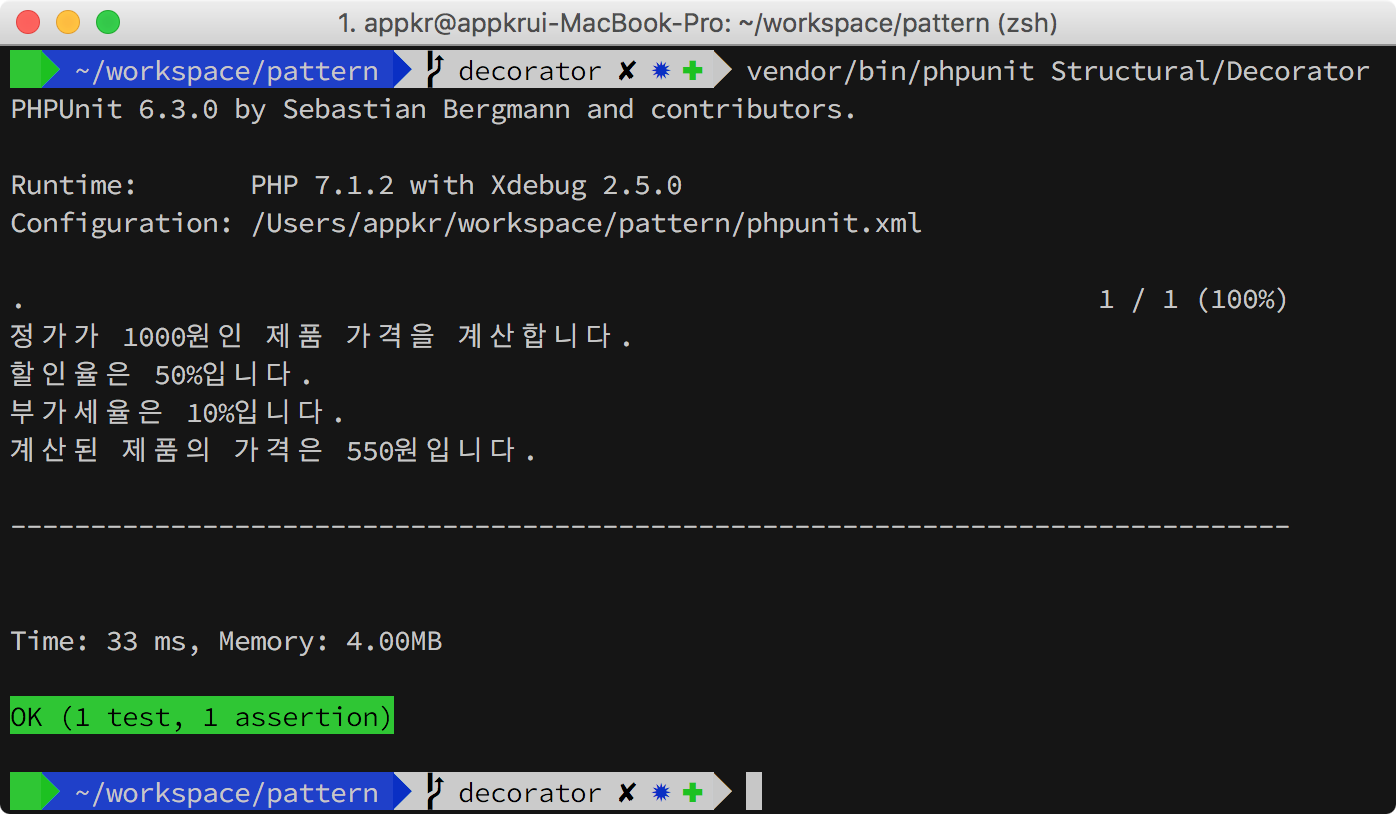 1. appkr@appkrui-MacBook-Pro: ~/workspace/pattern (zsh)
~/workspace/pattern decorator ✘ ✹ ✚ vendor/bin/phpunit Structural/Decorator
PHPUnit 6.3.0 by Sebastian Bergmann and contributors.
Runtime: PHP 7.1.2 with Xdebug 2.5.0
Configuration: /Users/appkr/workspace/pattern/phpunit.xml
. 1 / 1 (100%)
정가가 1000원인 제품 가격을 계산합니다.
할인율은 50%입니다.
부가세율은 10%입니다.
계산된 제품의 가격은 550원입니다.
--------------------------------------------------------------------------------
Time: 33 ms, Memory: 4.00MB
OK (1 test, 1 assertion)
~/workspace/pattern decorator ✘ ✹ ✚